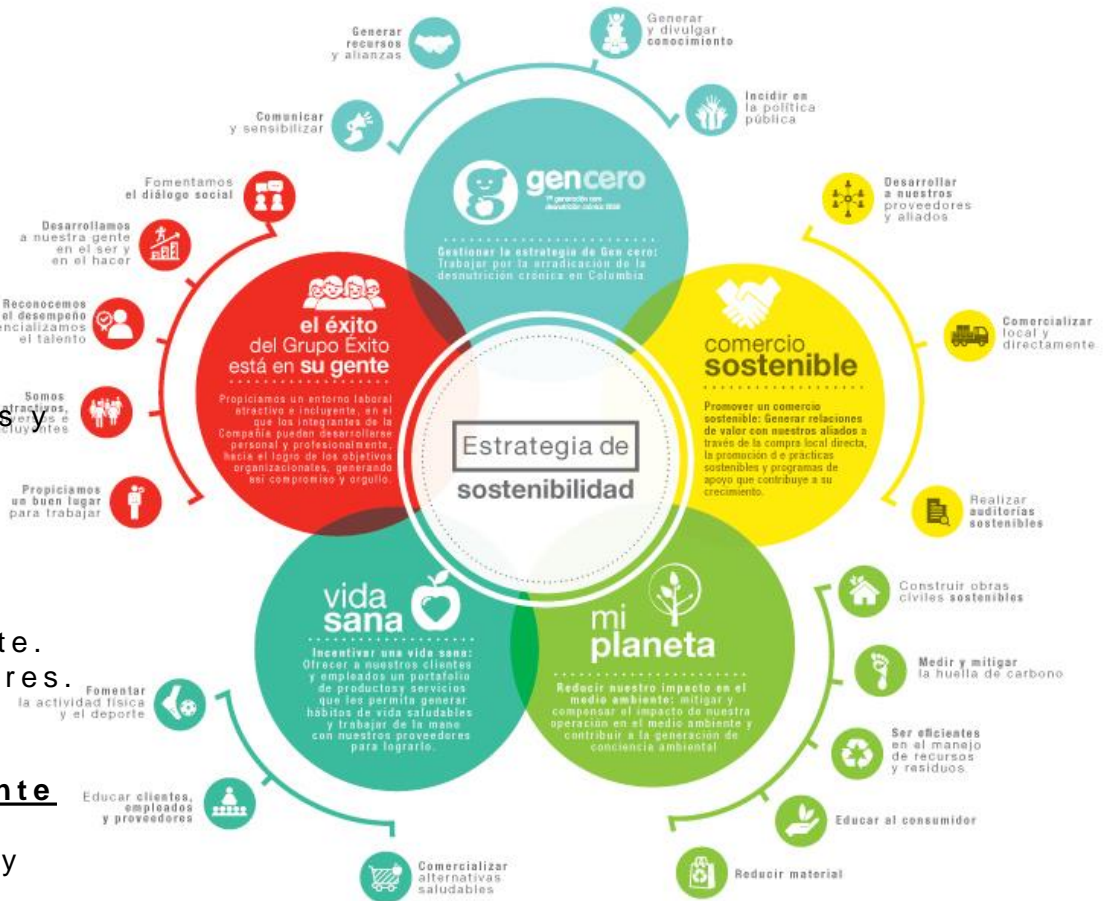 Generar
recursos
y alianzas
Generar
y divulgar
conocimiento
Comunicar
y sensibilizar
Incidir en
la política
pública
gencero
Gestionar la estrategia de Gen cero:
Trabajar por la erradicación de la
desnutrición crónica en Columbia
Fomentamos
el diálogo social
Desarrollamos
a nuestra gente
en el ser y
en el hacer
Reconocemos
el desempeño
encializamos
el talento
Somos
atractivos,
versos e
cluyentes
s y
Propiciamos
un buen lugar
para trabajar
el éxito
del Grupo Éxito
está en su gente
Propiciamos un entorno laboral
atractivo e incluyente, en el
que los integrantes de la
Compañía puedan desarrollarse
personal y profesionalmente,
hacia el logro de los objetivos
organizacionales, generando
así compromiso y orgullo.
Estrategia de
sostenibilidad
comercio
sostenible
Promover un comercio
sostenible: Generar relaciones
de valor con nuestros aliados a
través de la compra local directa,
la promoción d e prácticas
sostenibles y programas de
apoyo que contribuye a su
crecimiento.
Desarrollar
a nuestros
proveedores
y aliados
Comercializar
local y
directamente
Realizar
auditorías
sostenibles
vida
sana
Incentivar una vida sana:
Ofrecer a nuestros clientes
y empleados un portafolio
de productos y servicios
que les permita generar
hábitos de vida saludables
y trabajar de la mano
con nuestros proveedores
para lograrlo.
te.
res.
Fomentar
la actividad física
y el deporte
nte
Educar clientes,
empleados
y proveedores
y
Comercializar
alternativas
saludables
mi
planeta
Reducir nuestro impacto en el
medio ambiente: mitigar y
compensar el impacto de nuestra
operación en el medio ambiente y
contribuir a la generación de
conciencia ambiental
Construir obras
civiles sostenibles
Medir y mitigar
la huella de carbono
Ser eficientes
en el manejo
de recursos
y residuos
Educar al consumidor
Reducir material